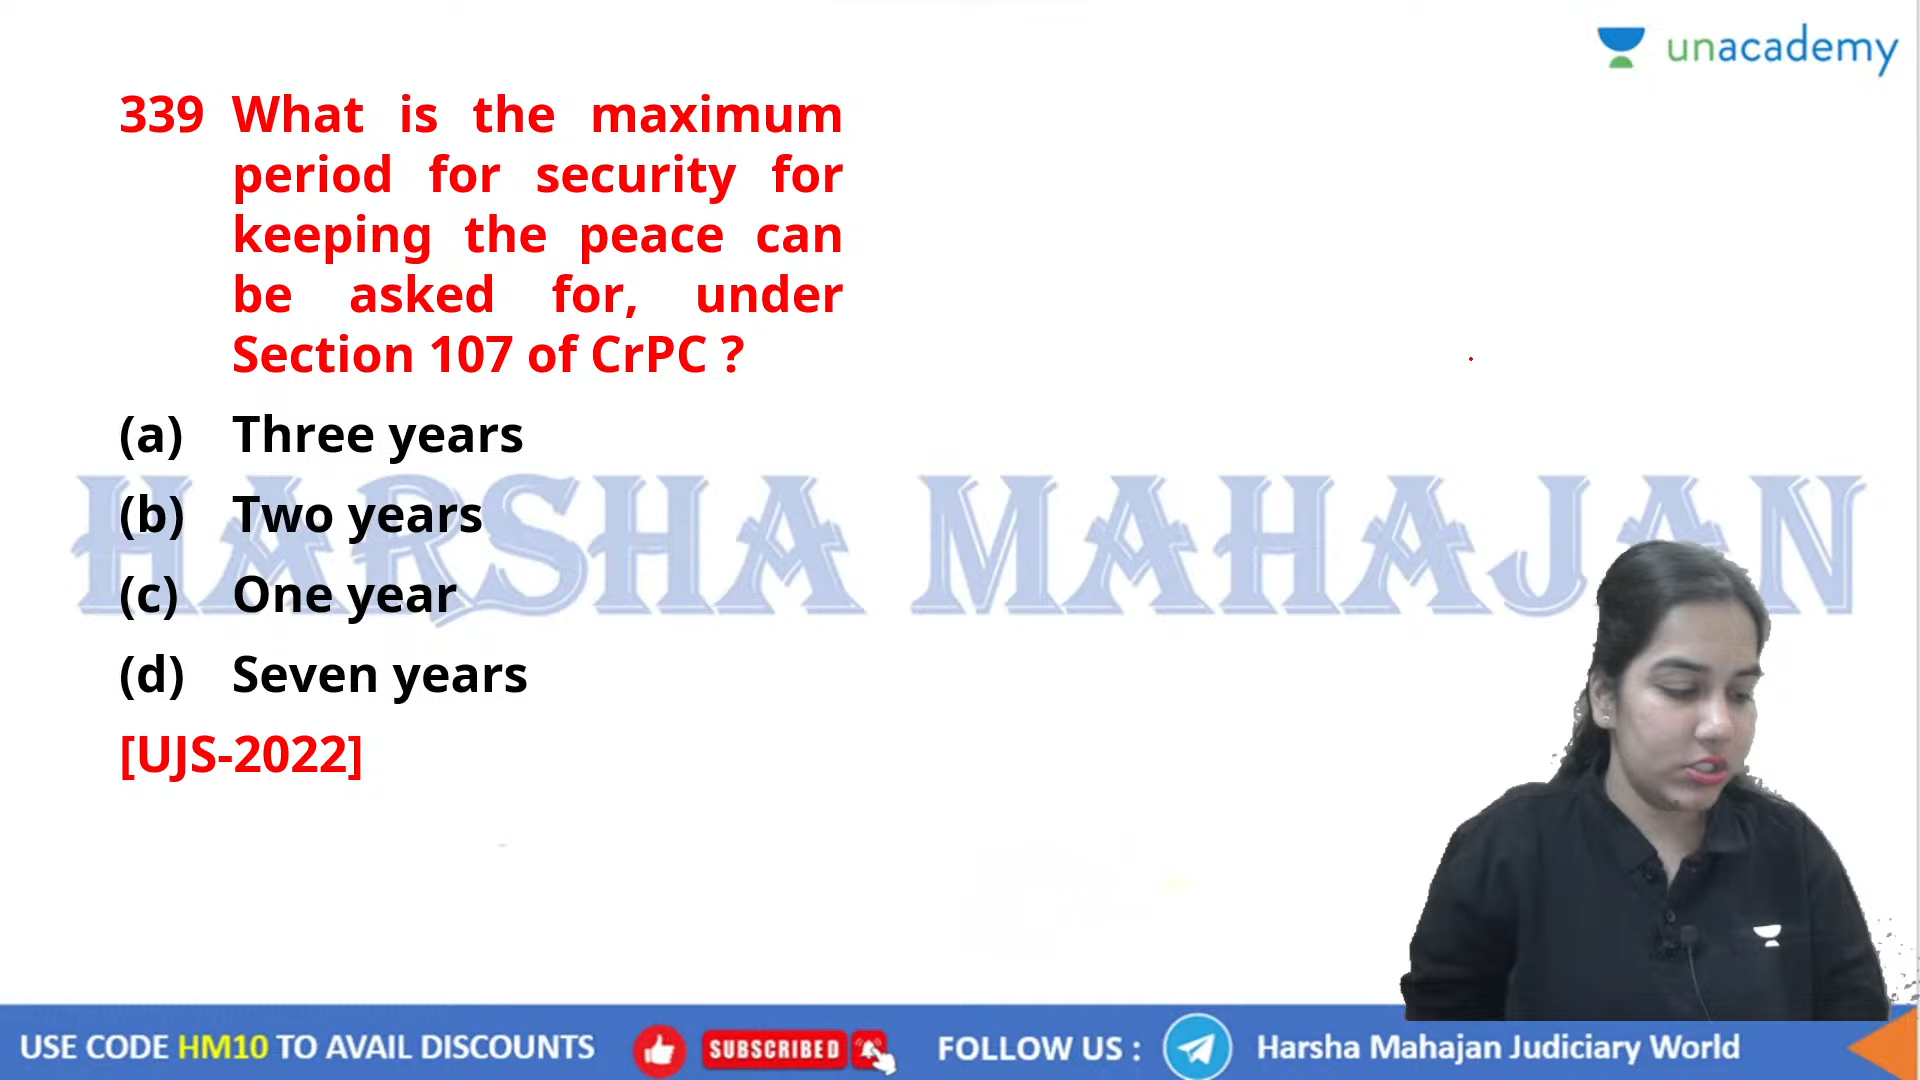 unacademy
339 What is the maximum
period for security for
keeping the peace can
be asked for, under
Section 107 of CrPC ?
(a) Three years
(b) Two years
(c) One year
(d) Seven years
[UJS-2022]
HARSHA MAHAJAN
USE CODE HM10 TO AVAIL DISCOUNTS
SUBSCRIBED
FOLLOW US :
Harsha Mahajan Judiciary World